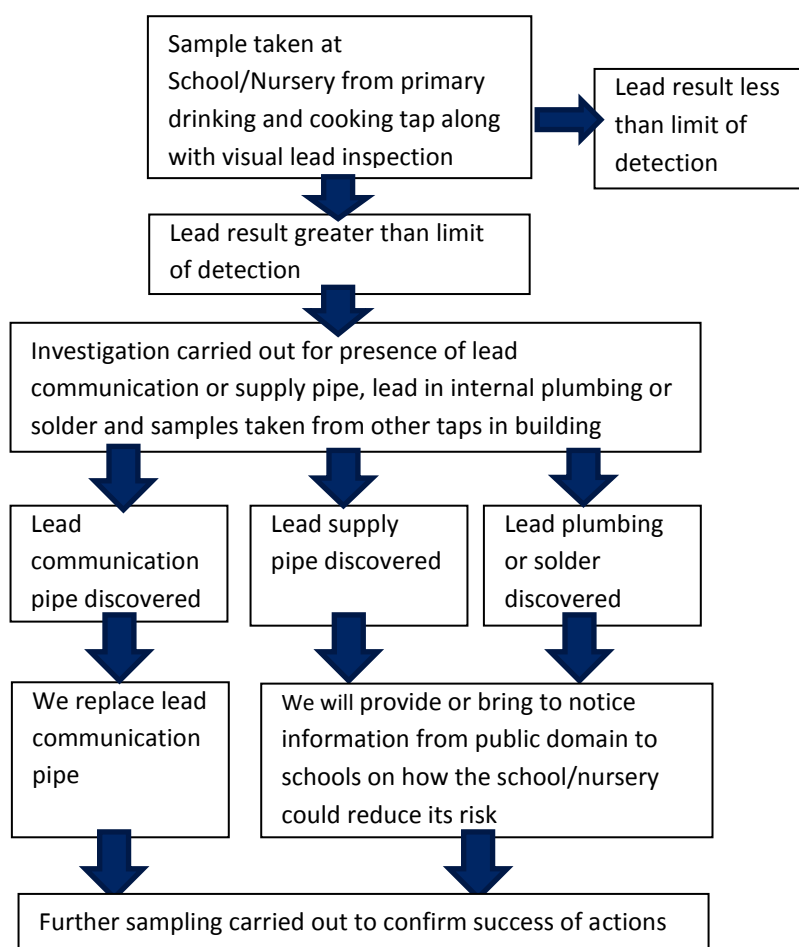 Sample taken at
School/Nursery from primary
drinking and cooking tap along
with visual lead inspection
Lead result less
than limit of
detection
Lead result greater than limit
of detection
Investigation carried out for presence of lead
communication or supply pipe, lead in internal plumbing or
solder and samples taken from other taps in building
Lead
communication
pipe discovered
Lead supply
pipe discovered
Lead plumbing
or solder
discovered
We replace lead
communication
pipe
We will provide or bring to notice
information from public domain to
schools on how the school/nursery
could reduce its risk
Further sampling carried out to confirm success of actions